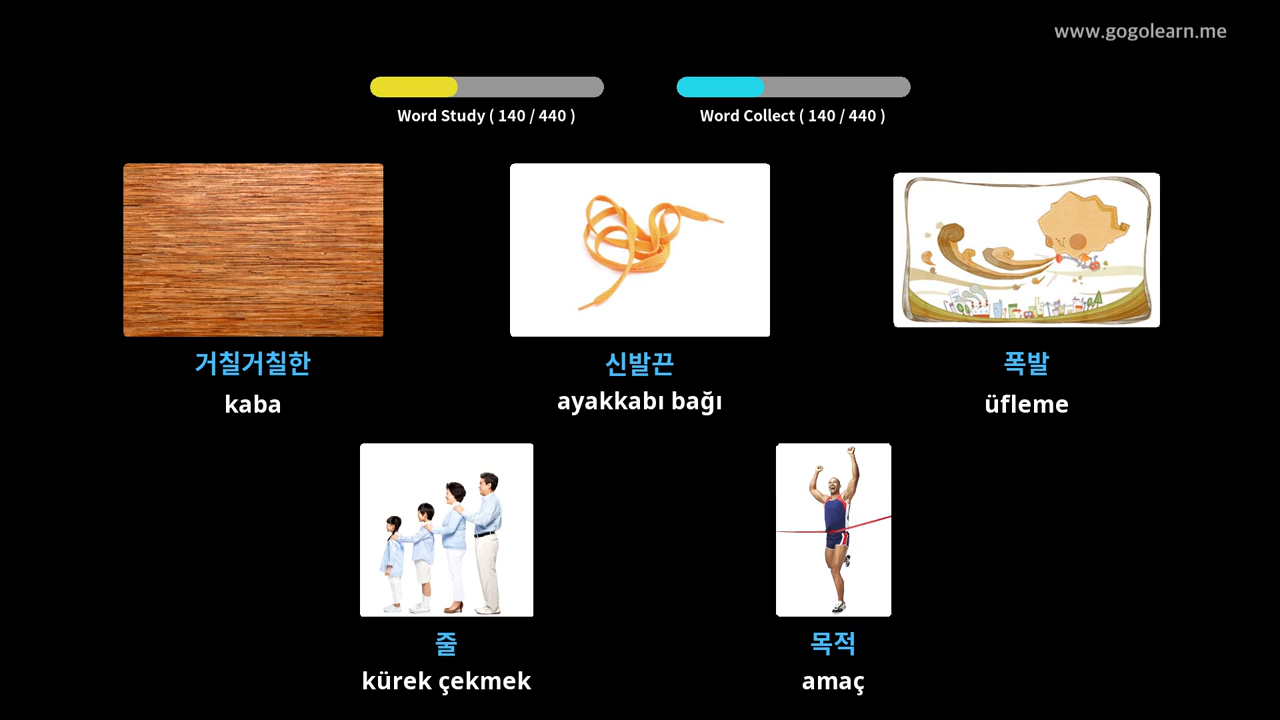 www.gogolearn.me
Word Study ( 140 / 440 )
Word Collect ( 140 / 440 )
거칠거칠한
kaba
신발끈
ayakkabı bağı
폭발
üfleme
줄
kürek çekmek
목적
amaç